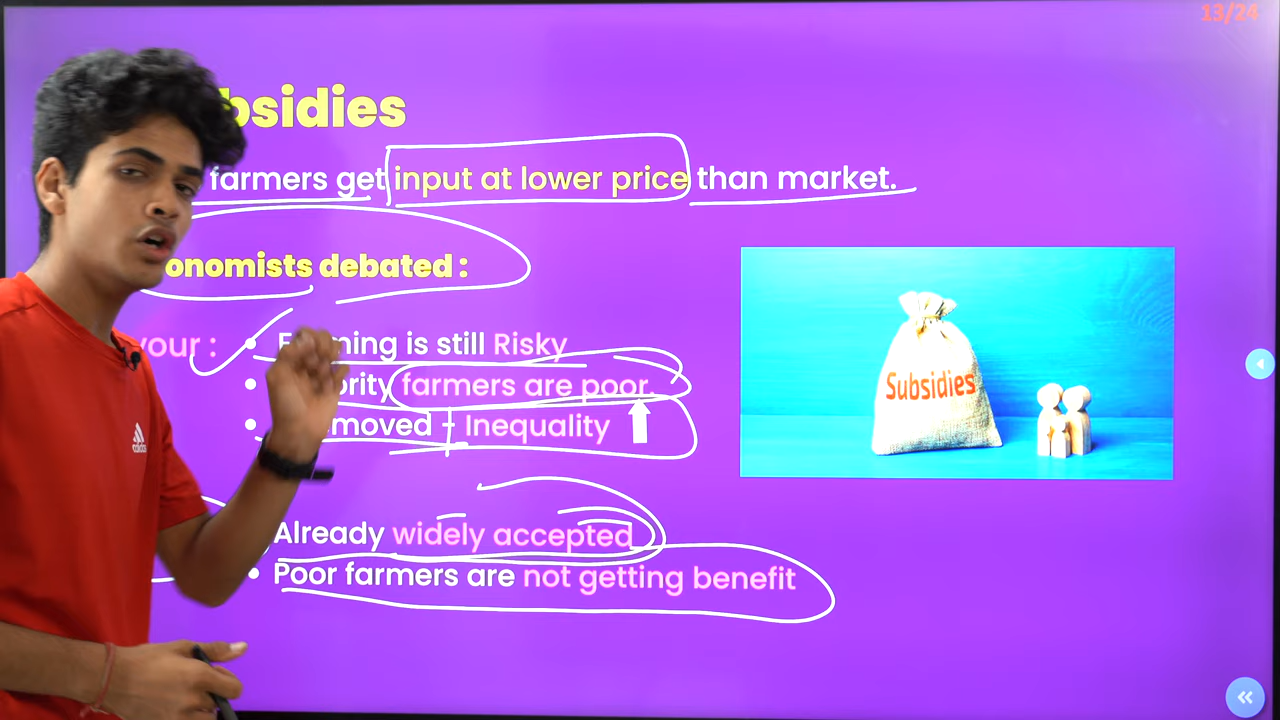 13/24
bsidies
farmers get input at lower price than market.
onomists debated :
your : • Farming is still Risky
• ority farmers are poor.
• moved - Inequality
Subsidies
Already widely accepted
• Poor farmers are not getting benefit